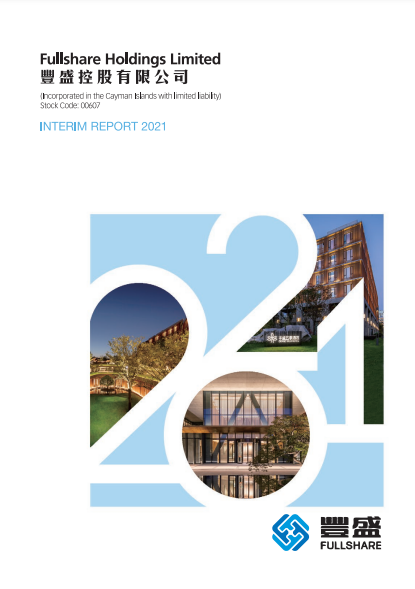 Fullshare Holdings Limited
豐盛控股有限公司
(Incorporated in the Cayman Islands with limited liability)
Stock Code: 00607
INTERIM REPORT 2021
2021
豐盛
FULLSHARE